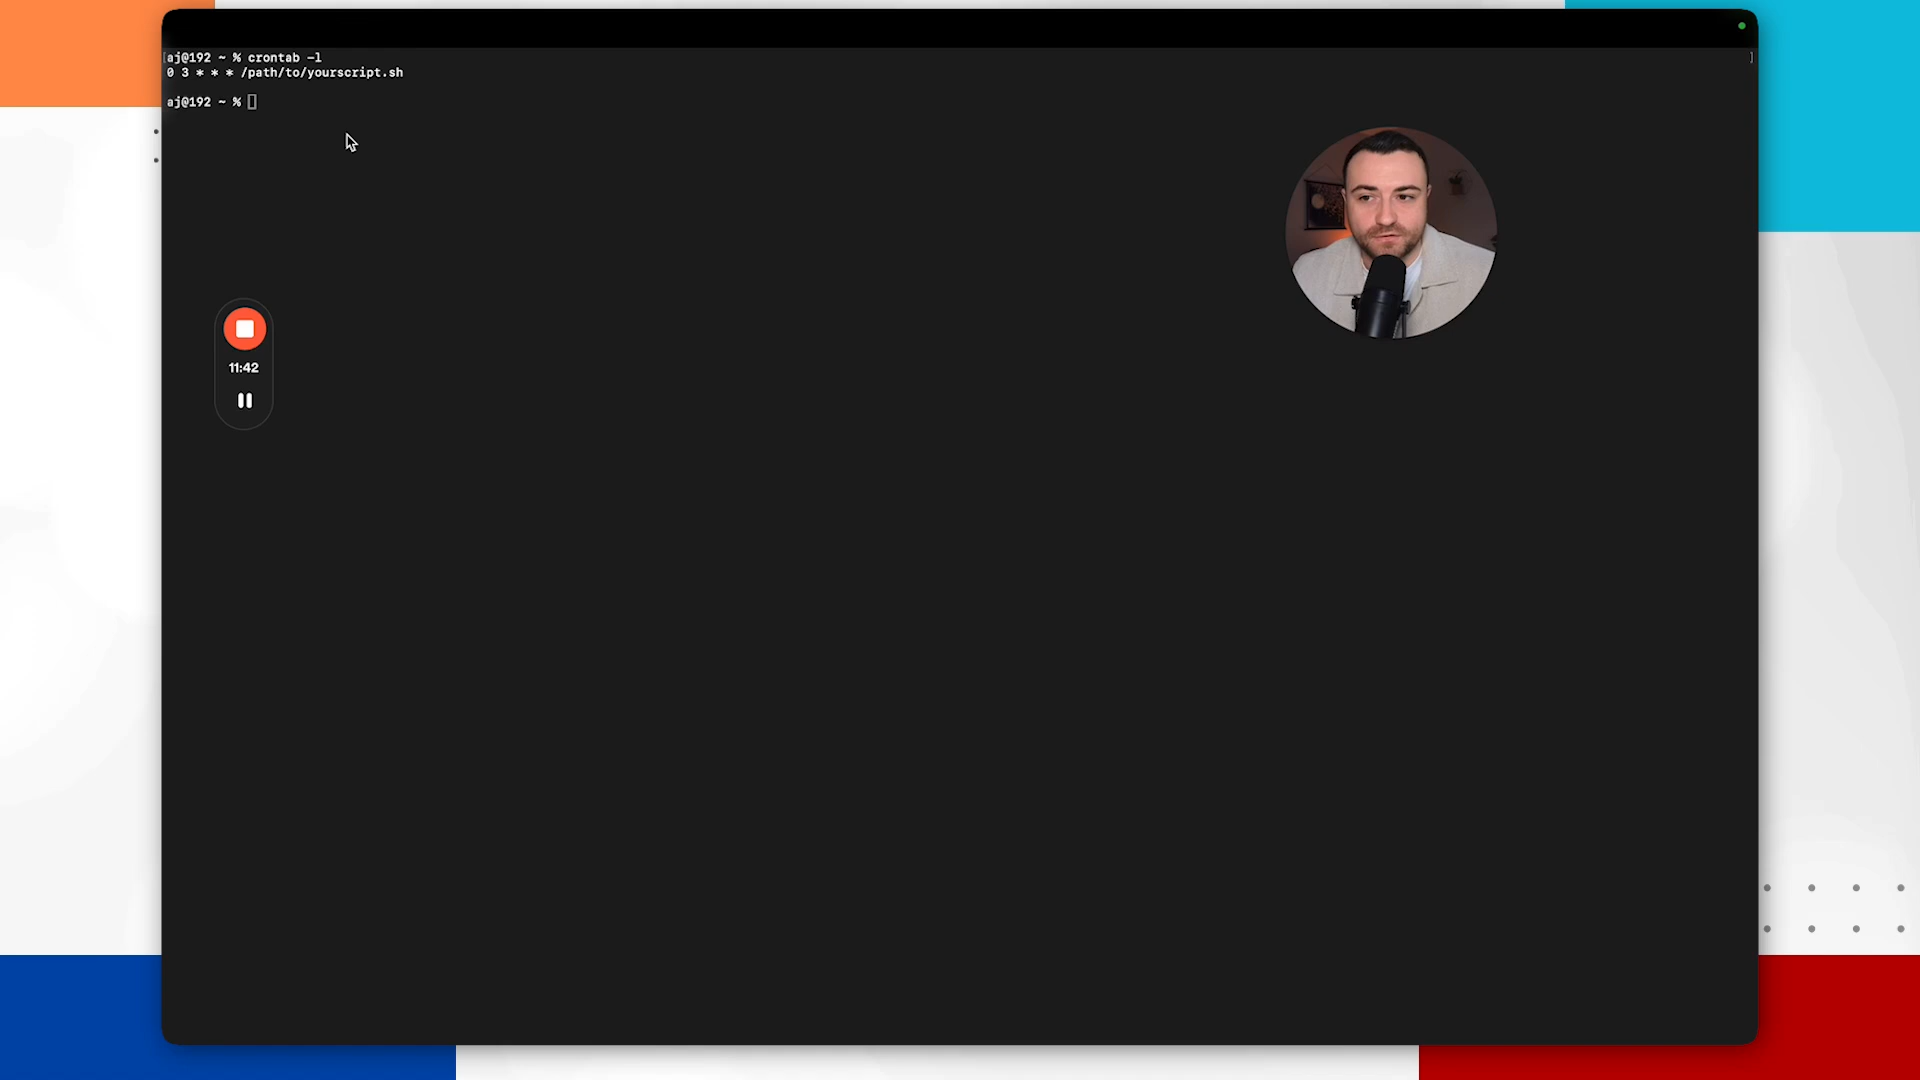 [aj@192 ~ % crontab -l ]
0 3 * * * /path/to/yourscript.sh
aj@192 ~ %
11:42